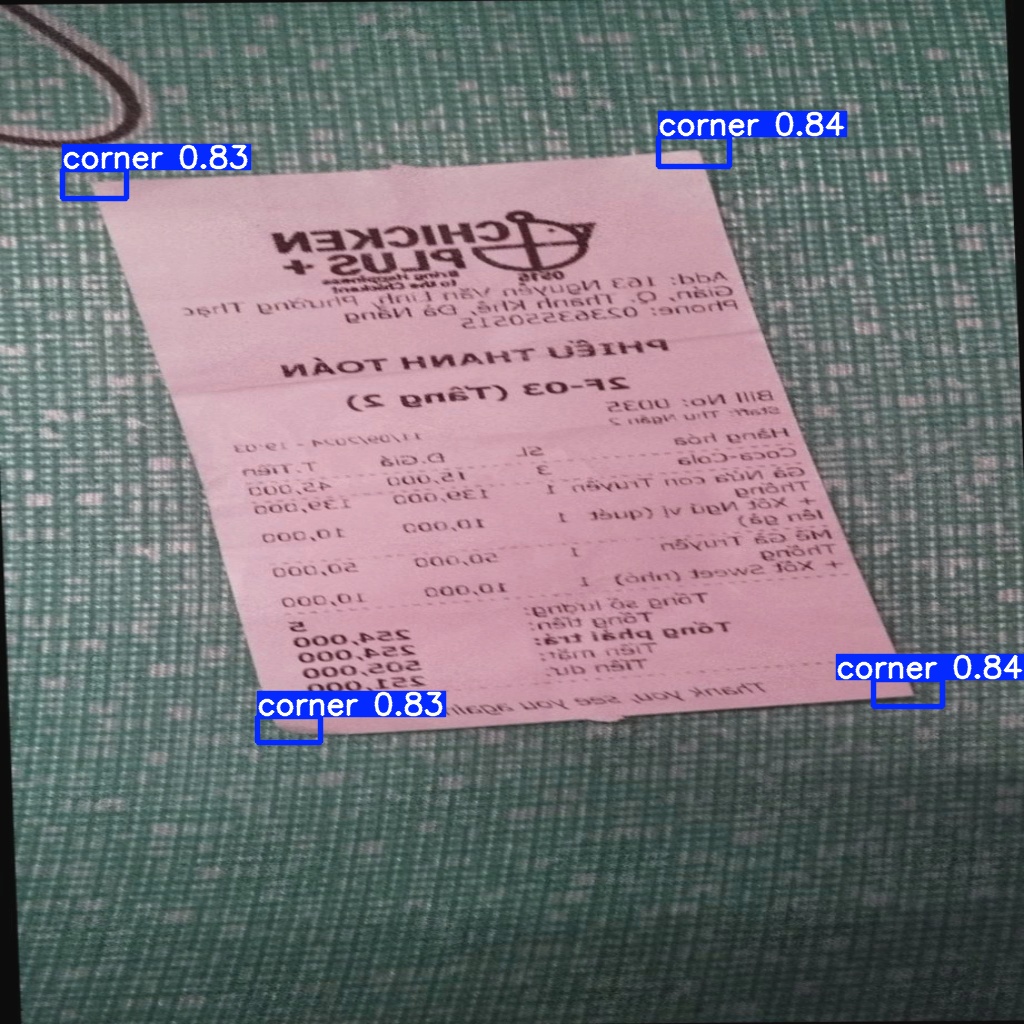 corner 0.84
corner 0.83
CHICKEN
PLUS +
Bring Happiness
to the Chickent
0515
Add: 163 Nguyễn Văn Linh, Phường Thạc
Gián, Q. Thanh Khê, Đà Nẵng
Phone: 02363550515
PHIẾU THANH TOÁN
2F-03 (Tầng 2)
Bill No: 0035
Staff: Thu Ngân 2
11/09/2024 - 19:03
Hàng hóa SL Đ.Giá T.Tiền
Coca-Cola 3 15,000 45,000
Gà Nửa con Truyền 1 139,000 139,000
Thống
+ Xốt Ngũ vị (quét 1 10,000 10,000
lên gà)
Mề Gà Truyền 1 50,000 50,000
Thống
+ Xốt Sweet (nhỏ) 1 10,000 10,000
Tổng số lượng: 5
Tổng tiền: 254,000
Tổng phải trả: 254,000
Tiền mặt: 505,000
Tiền dư: 251,000
Thank you, see you again
corner 0.84
corner 0.83